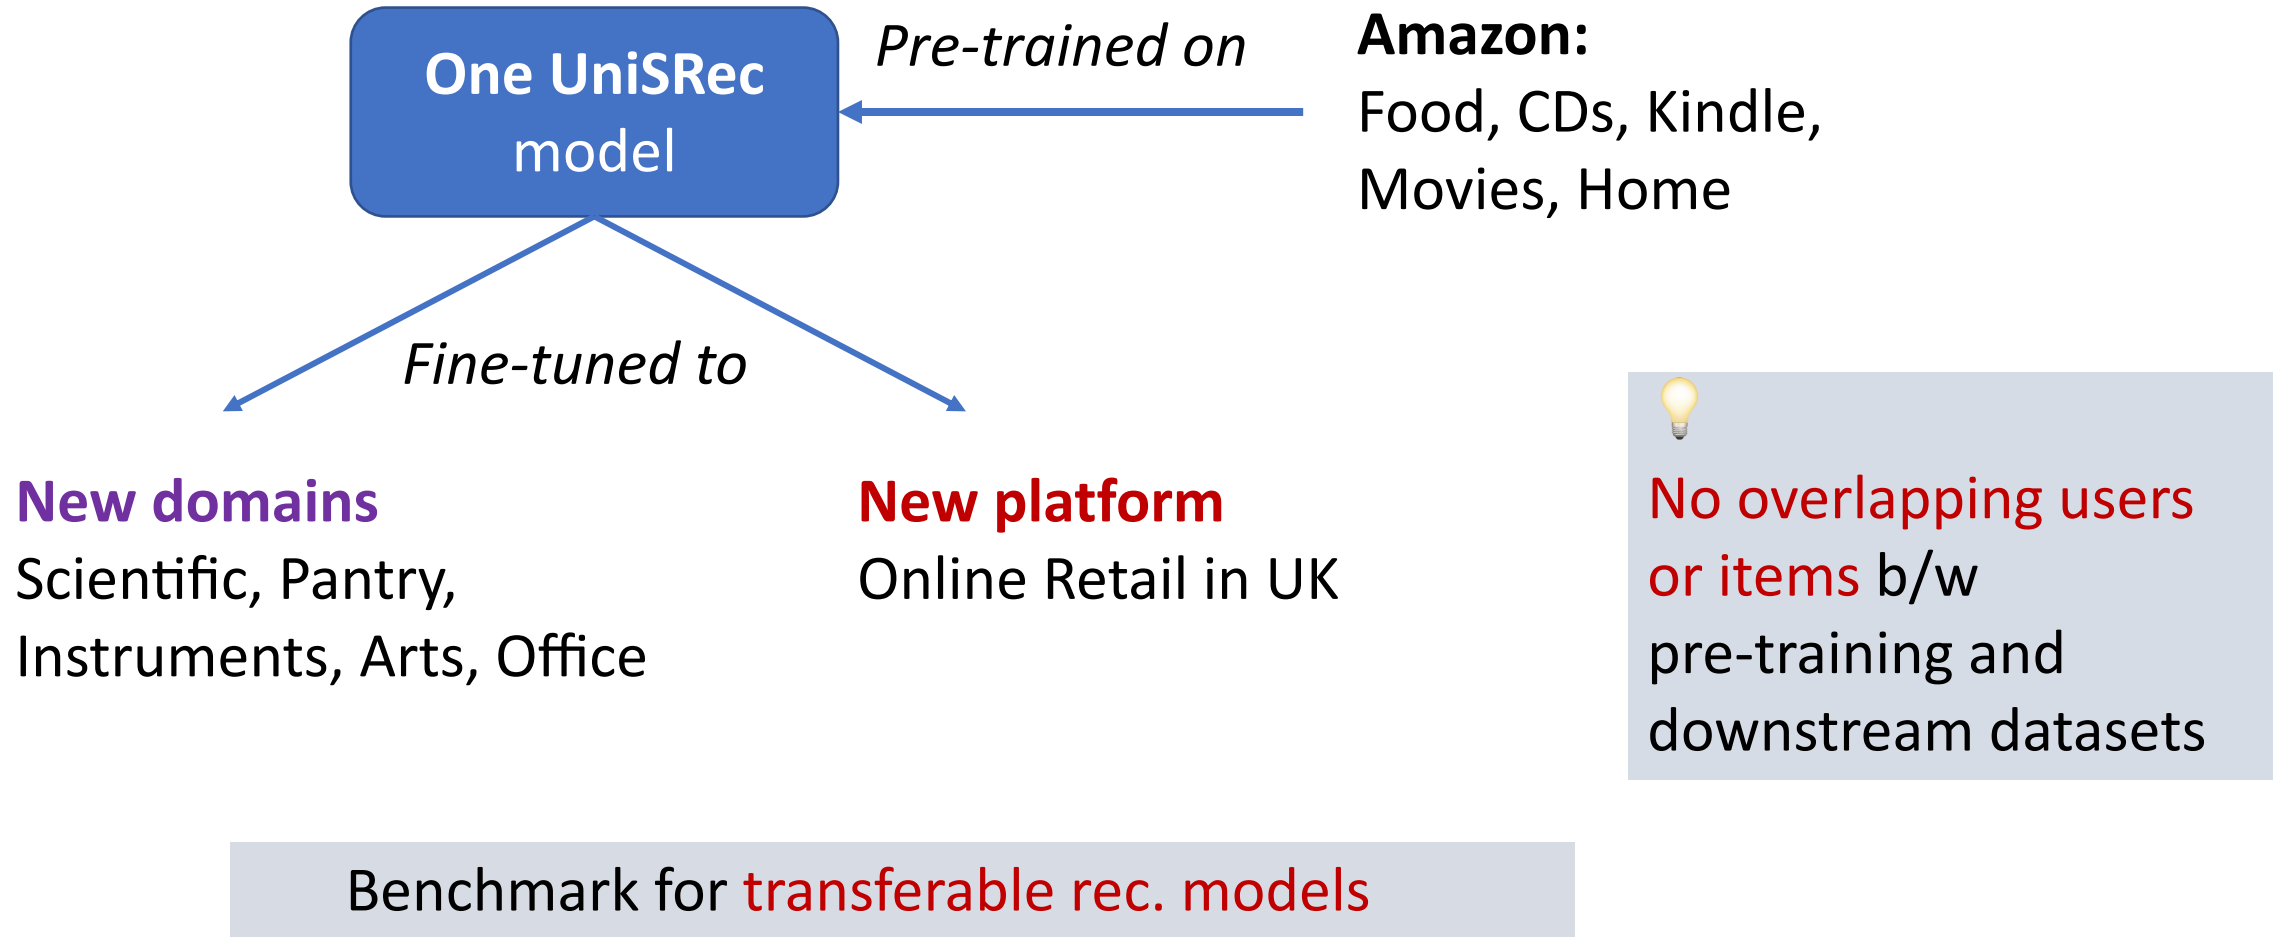 One UniSRec
model
Pre-trained on
Amazon:
Food, CDs, Kindle,
Movies, Home
Fine-tuned to
New domains
Scientific, Pantry,
Instruments, Arts, Office
New platform
Online Retail in UK
No overlapping users
or items b/w
pre-training and
downstream datasets
Benchmark for transferable rec. models